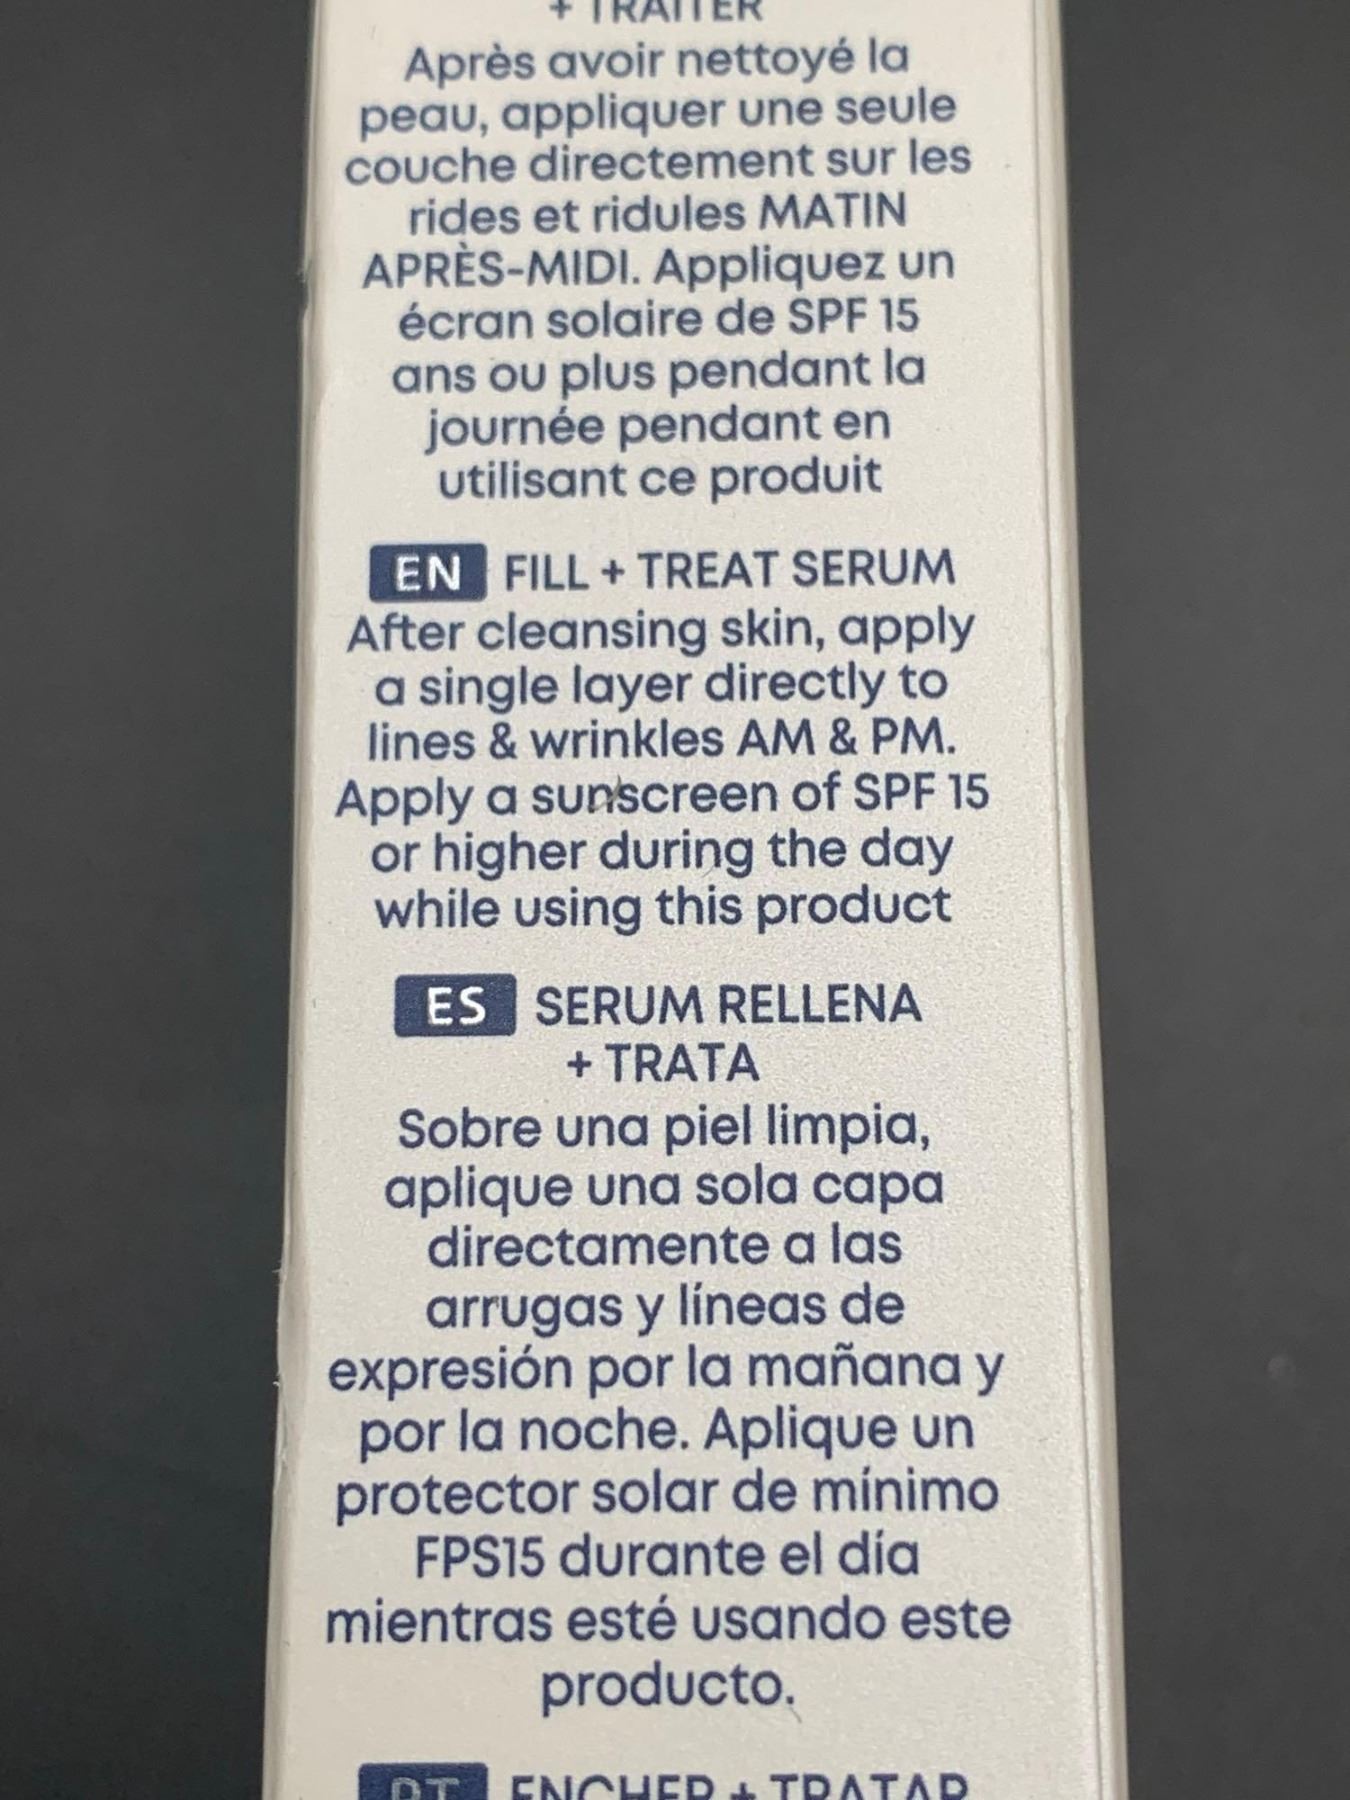 + TRAITER
Après avoir nettoyé la
peau, appliquer une seule
couche directement sur les
rides et ridules MATIN
APRÈS-MIDI. Appliquez un
écran solaire de SPF 15
ans ou plus pendant la
journée pendant en
utilisant ce produit
EN FILL + TREAT SERUM
After cleansing skin, apply
a single layer directly to
lines & wrinkles AM & PM.
Apply a sunscreen of SPF 15
or higher during the day
while using this product
ES SERUM RELLENA
+ TRATA
Sobre una piel limpia,
aplique una sola capa
directamente a las
arrugas y líneas de
expresión por la mañana y
por la noche. Aplique un
protector solar de mínimo
FPS15 durante el día
mientras esté usando este
producto.
PT ENCHER + TRATAR